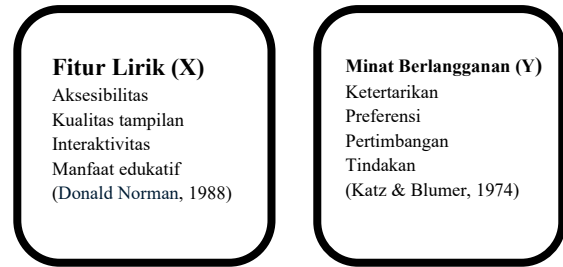 Fitur Lirik (X)
Aksesibilitas
Kualitas tampilan
Interaktivitas
Manfaat edukatif
(Donald Norman, 1988)
Minat Berlangganan (Y)
Ketertarikan
Preferensi
Pertimbangan
Tindakan
(Katz & Blumer, 1974)